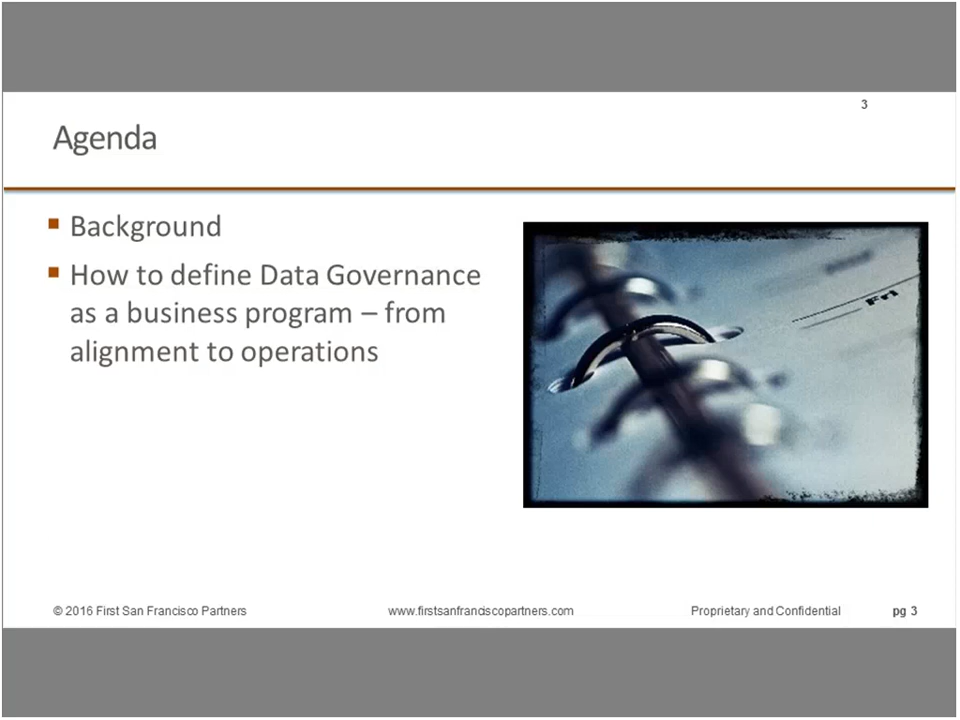 3
Agenda
▪ Background
▪ How to define Data Governance
as a business program – from
alignment to operations
Fri
© 2016 First San Francisco Partners
www.firstsanfranciscopartners.com
Proprietary and Confidential
pg 3